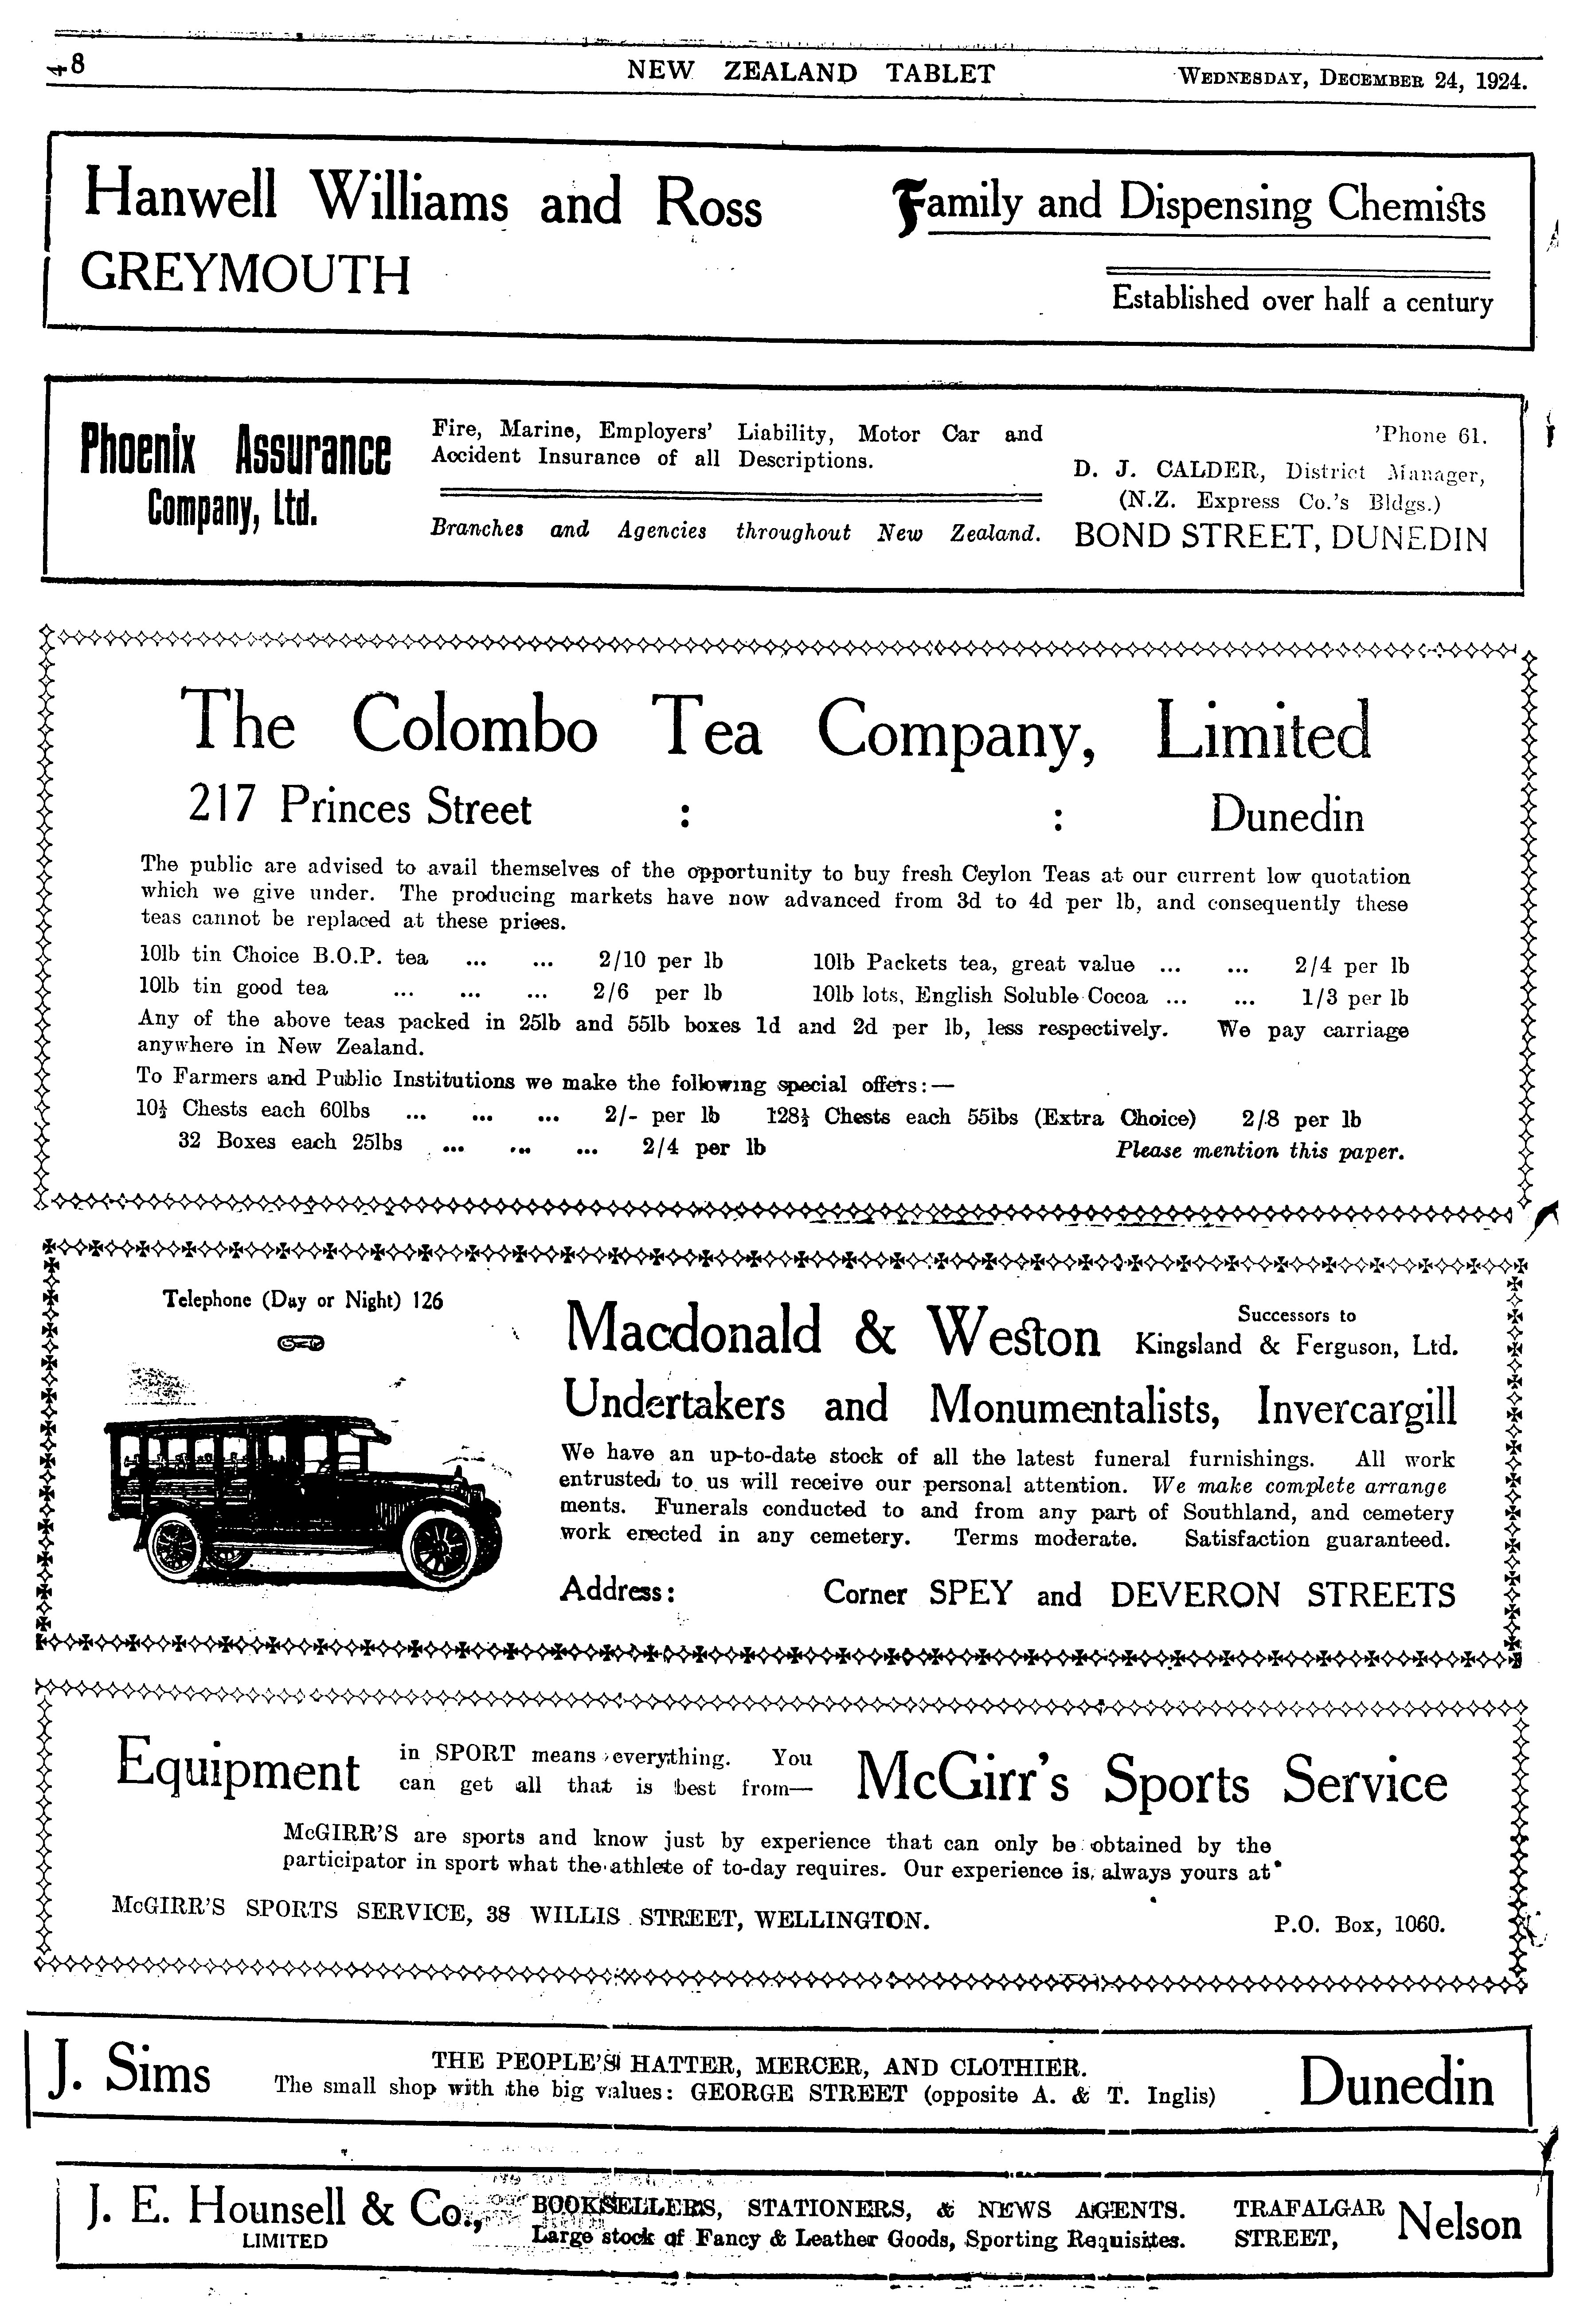 48
NEW ZEALAND TABLET
WEDNESDAY, DECEMBER 24, 1924.
Hanwell Williams and Ross
GREYMOUTH
Family and Dispensing Chemists
Established over half a century
Phoenix Assurance
Company, Ltd.
Fire, Marine, Employers' Liability, Motor Car and
Accident Insurance of all Descriptions.
Branches and Agencies throughout New Zealand.
'Phone 61.
D. J. CALDER, District Manager,
(N.Z. Express Co.'s Bldgs.)
BOND STREET, DUNEDIN
The Colombo Tea Company, Limited
217 Princes Street : : Dunedin
The public are advised to avail themselves of the opportunity to buy fresh Ceylon Teas at our current low quotation
which we give under. The producing markets have now advanced from 3d to 4d per lb, and consequently these
teas cannot be replaced at these prices.
10lb tin Choice B.O.P. tea ... ... 2/10 per lb 10lb Packets tea, great value ... ... 2/4 per lb
10lb tin good tea ... ... ... 2/6 per lb 10lb lots, English Soluble Cocoa ... ... 1/3 per lb
Any of the above teas packed in 25lb and 55lb boxes 1d and 2d per lb, less respectively. We pay carriage
anywhere in New Zealand.
To Farmers and Public Institutions we make the following special offers:—
10½ Chests each 60lbs ... ... ... 2/- per lb 128½ Chests each 55lbs (Extra Choice) 2/8 per lb
32 Boxes each 25lbs ... ... ... 2/4 per lb Please mention this paper.
Telephone (Day or Night) 126
Macdonald & Weston
Successors to
Kingsland & Ferguson, Ltd.
Undertakers and Monumentalists, Invercargill
We have an up-to-date stock of all the latest funeral furnishings. All work
entrusted to us will receive our personal attention. We make complete arrange
ments. Funerals conducted to and from any part of Southland, and cemetery
work erected in any cemetery. Terms moderate. Satisfaction guaranteed.
Address: Corner SPEY and DEVERON STREETS
Equipment
in SPORT means everything. You
can get all that is best from—
McGirr's Sports Service
McGIRR'S are sports and know just by experience that can only be obtained by the
participator in sport what the athlete of to-day requires. Our experience is always yours at
McGIRR'S SPORTS SERVICE, 38 WILLIS STREET, WELLINGTON. P.O. Box, 1060.
J. Sims
THE PEOPLE'S HATTER, MERCER, AND CLOTHIER.
The small shop with the big values: GEORGE STREET (opposite A. & T. Inglis)
Dunedin
J. E. Hounsell & Co.,
LIMITED
BOOKSELLERS, STATIONERS, & NEWS AGENTS.
Large stock of Fancy & Leather Goods, Sporting Requisites.
TRAFALGAR
STREET,
Nelson